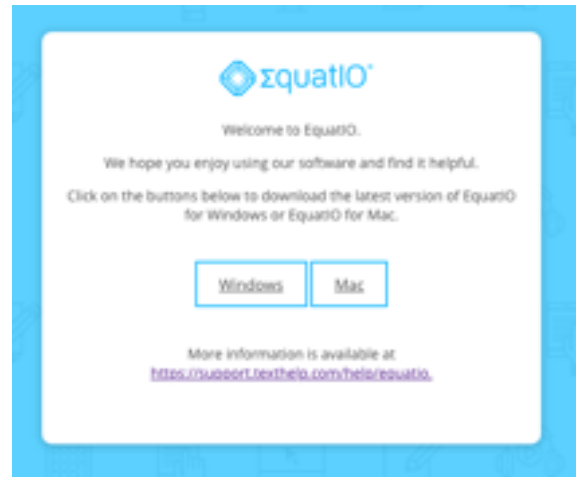 ΣquatIO®
Welcome to EquatIO.
We hope you enjoy using our software and find it helpful.
Click on the buttons below to download the latest version of EquatIO
for Windows or EquatIO for Mac.
Windows
Mac
More information is available at
https://support.texthelp.com/help/equatio.